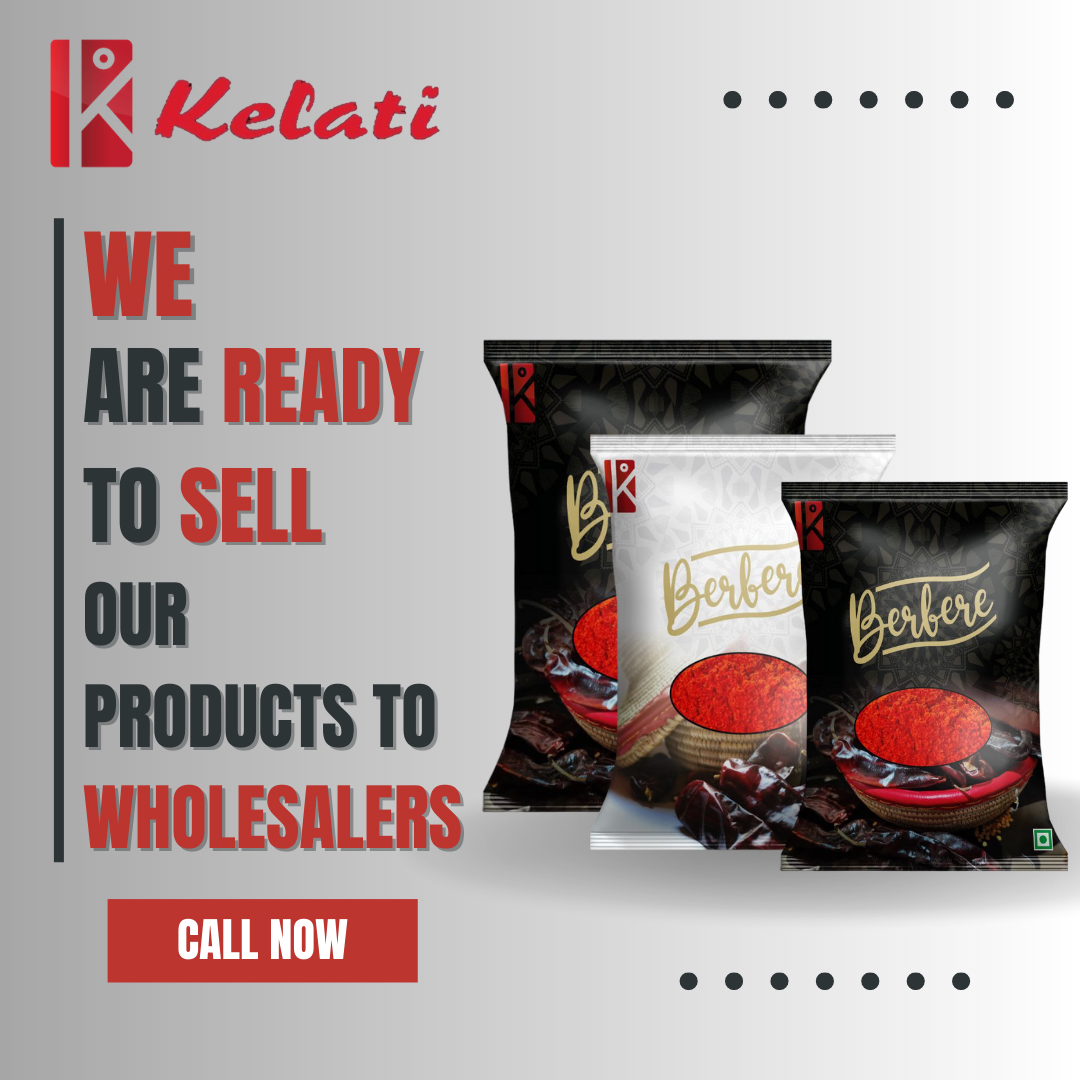 Kelati
WE
ARE READY
TO SELL
OUR
PRODUCTS TO
WHOLESALERS
CALL NOW
B
Berbere
Berbere